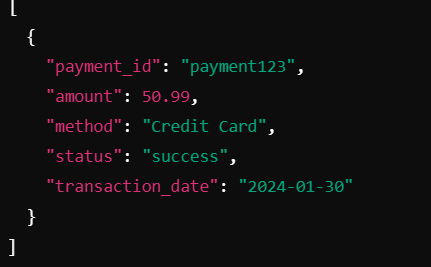 [
  {
    "payment_id": "payment123",
    "amount": 50.99,
    "method": "Credit Card",
    "status": "success",
    "transaction_date": "2024-01-30"
  }
]